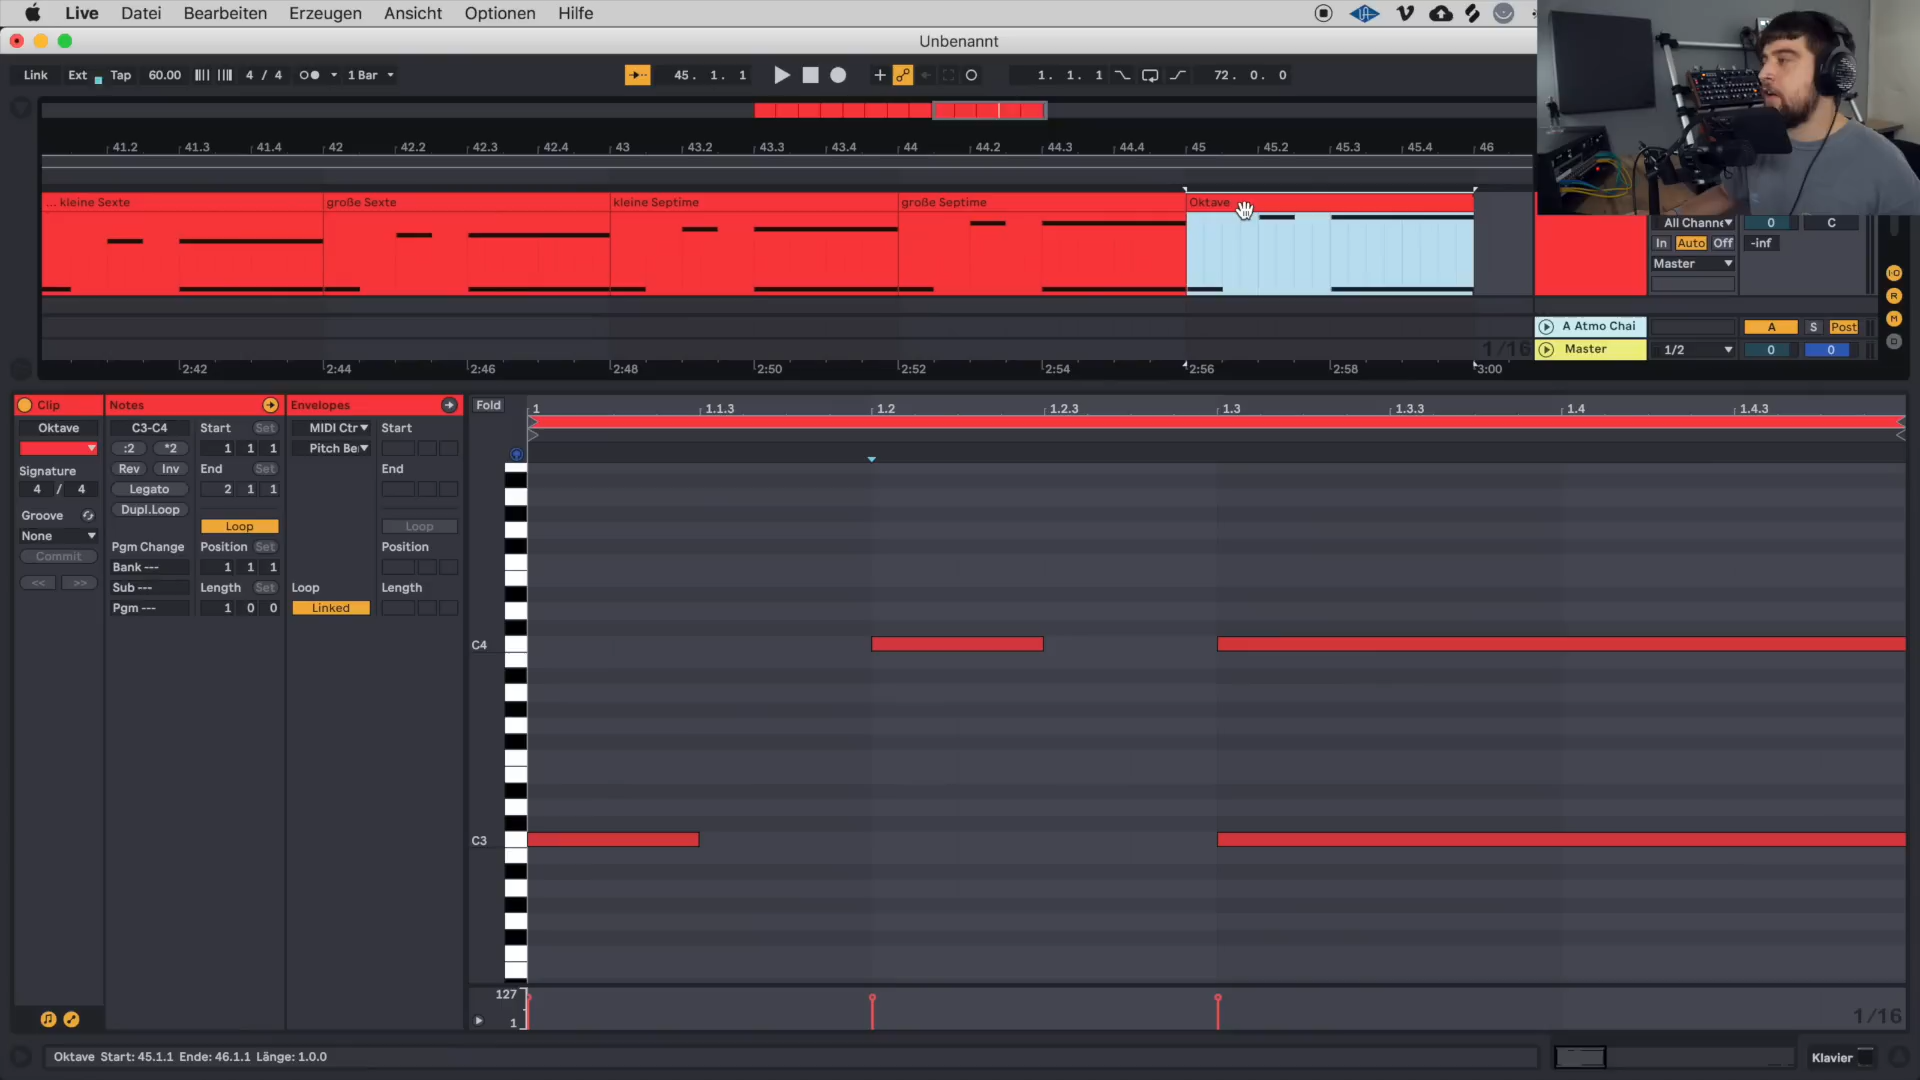 Live Datei Bearbeiten Erzeugen Ansicht Optionen Hilfe
Unbenannt
Link Ext Tap 60.00 4 / 4 1 Bar 45. 1. 1 1. 1. 1 72. 0. 0
41.2 41.3 41.4 42 42.2 42.3 42.4 43 43.2 43.3 43.4 44 44.2 44.3 44.4 45 45.2 45.3 45.4 46
... kleine Sexte große Sexte kleine Septime große Septime Oktave
All Channe 0 C
In Auto Off -inf
Master
A Atmo Chai A S Post
1/16 Master 1/2 0 0
2:42 2:44 2:46 2:48 2:50 2:52 2:54 2:56 2:58 3:00
Clip Notes Envelopes Fold 1 1.1.3 1.2 1.2.3 1.3 1.3.3 1.4 1.4.3
Oktave C3-C4 Start Set MIDI Ctr Start
:2 *2 1 1 1 Pitch Be
Signature Rev Inv End Set End
4 / 4 Legato 2 1 1
Groove Dupl.Loop
None Loop Loop
Commit Pgm Change Position Set Position
Bank --- 1 1 1
<< >> Sub --- Length Set Loop Length
Pgm --- 1 0 0 Linked
C4
C3
127
1
1/16
Oktave Start: 45.1.1 Ende: 46.1.1 Länge: 1.0.0
Klavier